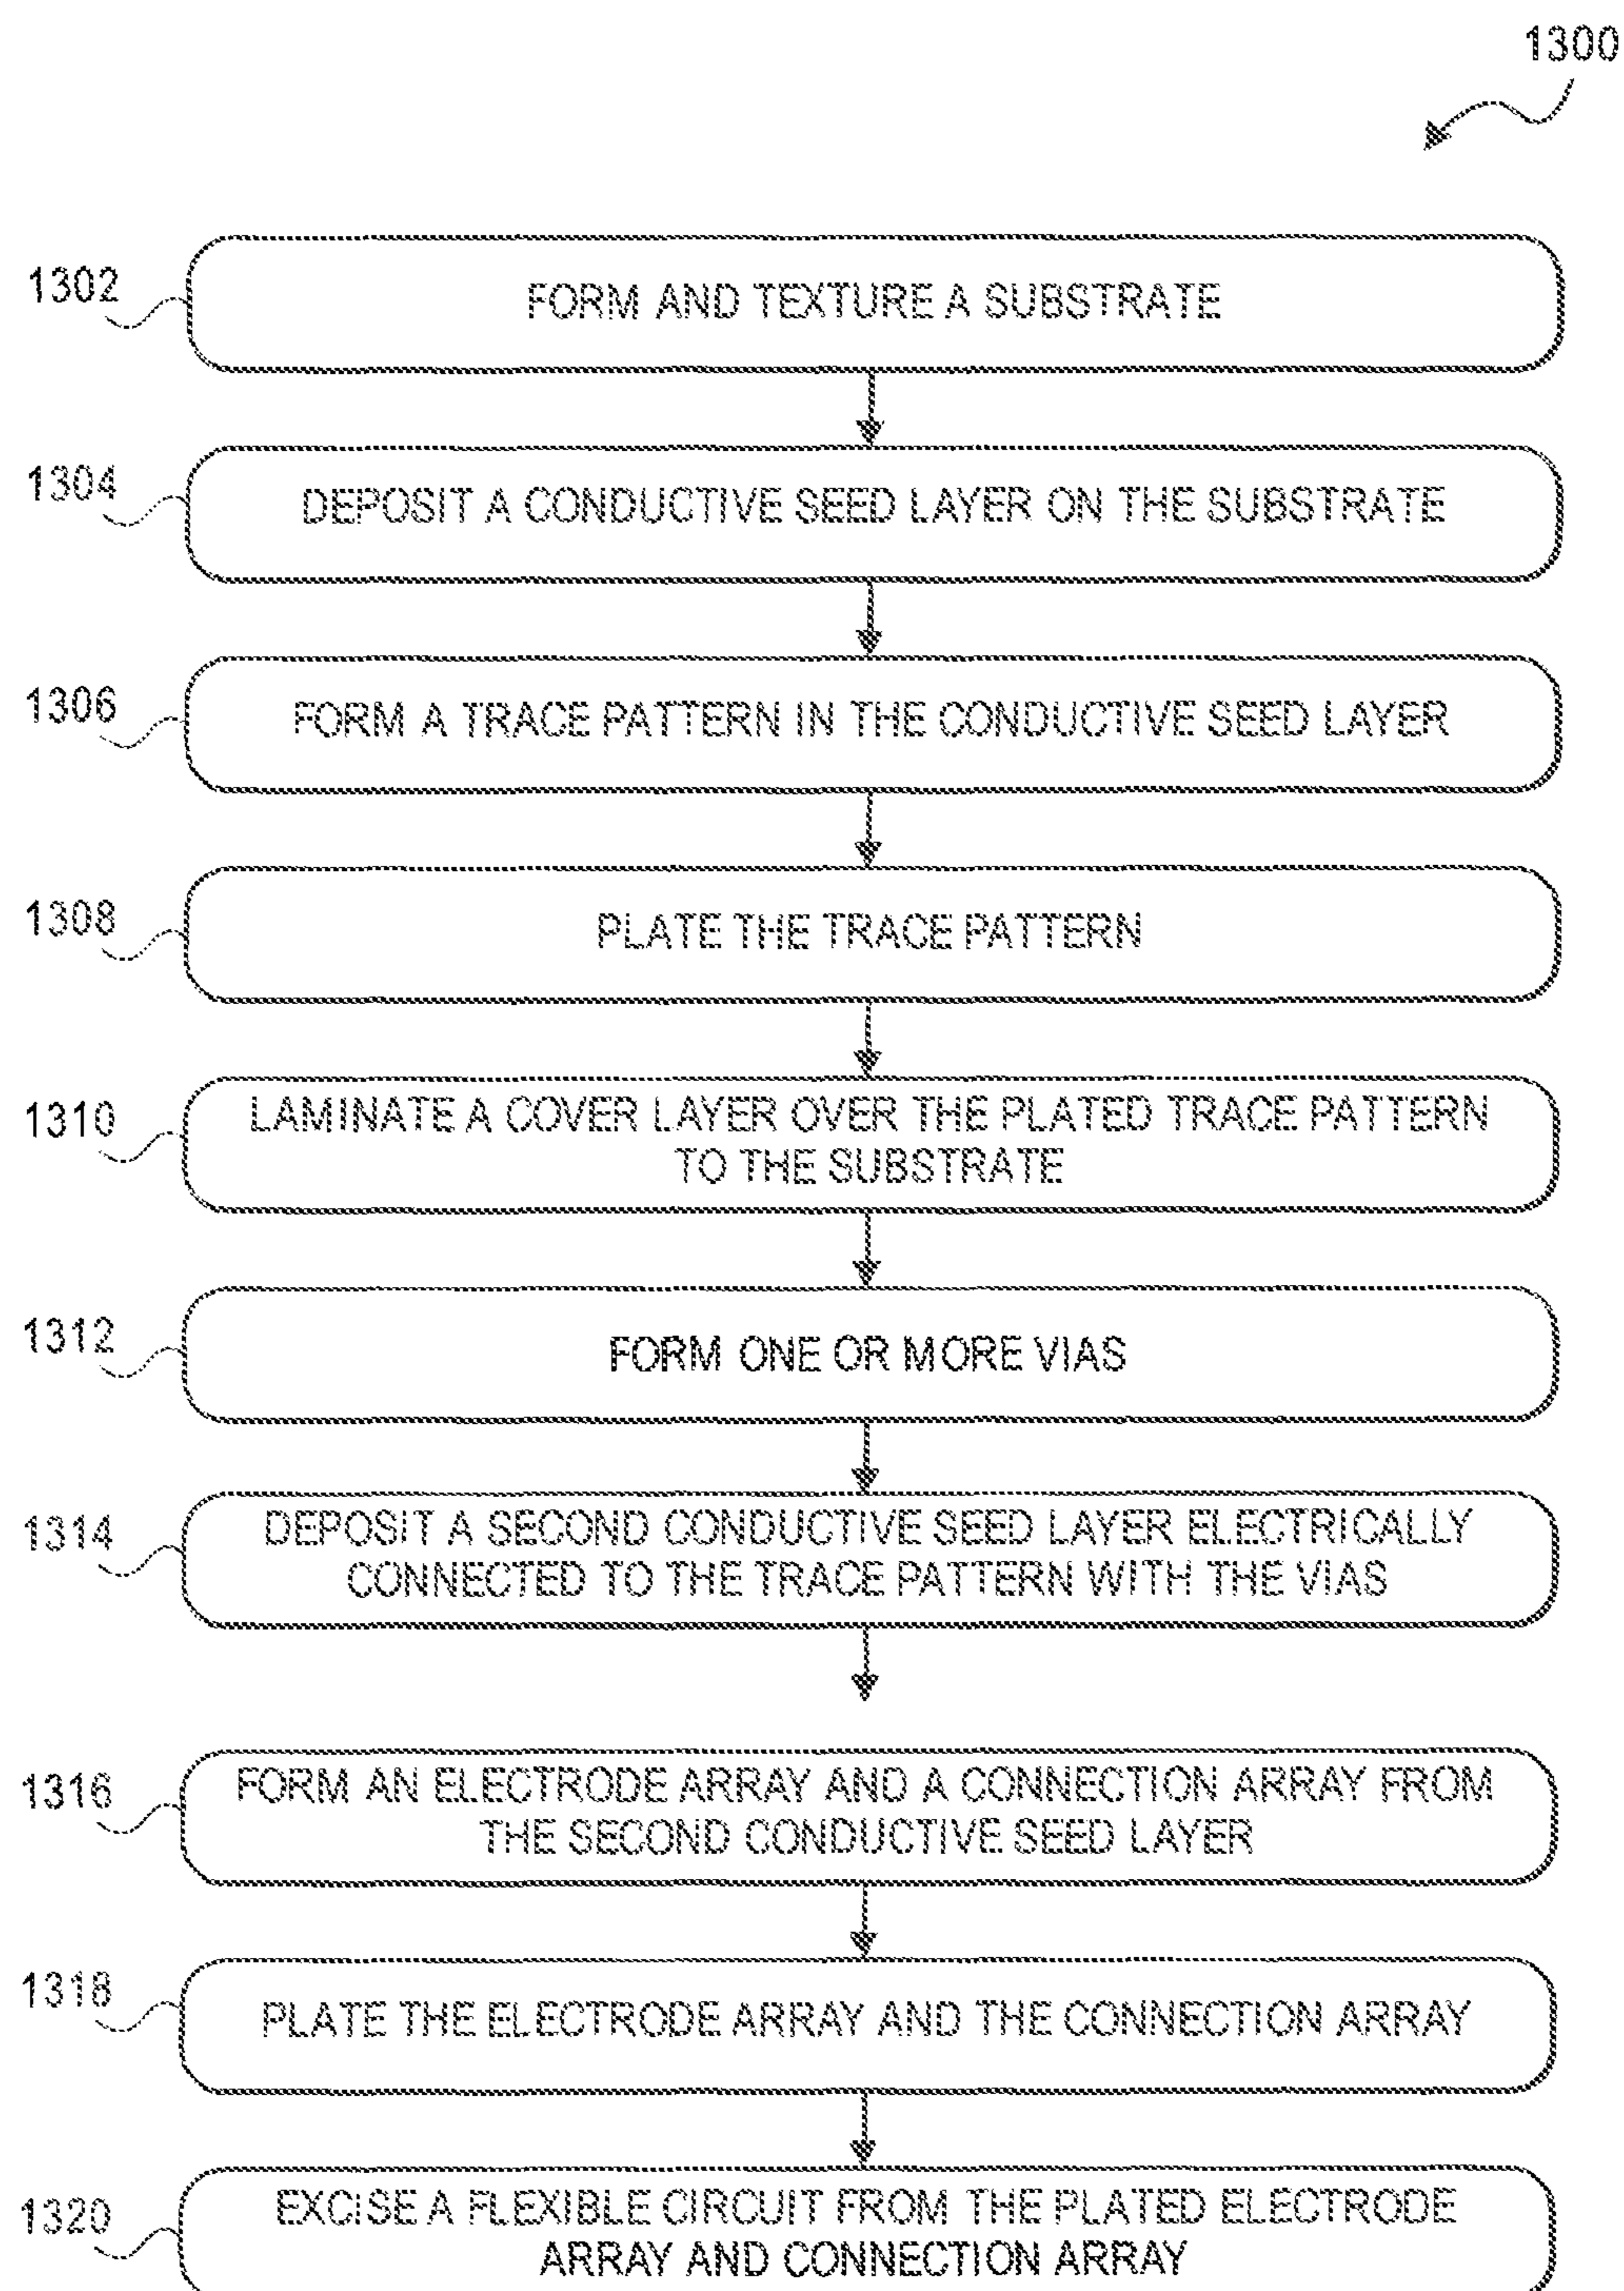 1300
1302
FORM AND TEXTURE A SUBSTRATE
1304
DEPOSIT A CONDUCTIVE SEED LAYER ON THE SUBSTRATE
1306
FORM A TRACE PATTERN IN THE CONDUCTIVE SEED LAYER
1308
PLATE THE TRACE PATTERN
1310
LAMINATE A COVER LAYER OVER THE PLATED TRACE PATTERN
TO THE SUBSTRATE
1312
FORM ONE OR MORE VIAS
1314
DEPOSIT A SECOND CONDUCTIVE SEED LAYER ELECTRICALLY
CONNECTED TO THE TRACE PATTERN WITH THE VIAS
1316
FORM AN ELECTRODE ARRAY AND A CONNECTION ARRAY FROM
THE SECOND CONDUCTIVE SEED LAYER
1318
PLATE THE ELECTRODE ARRAY AND THE CONNECTION ARRAY
1320
EXCISE A FLEXIBLE CIRCUIT FROM THE PLATED ELECTRODE
ARRAY AND CONNECTION ARRAY